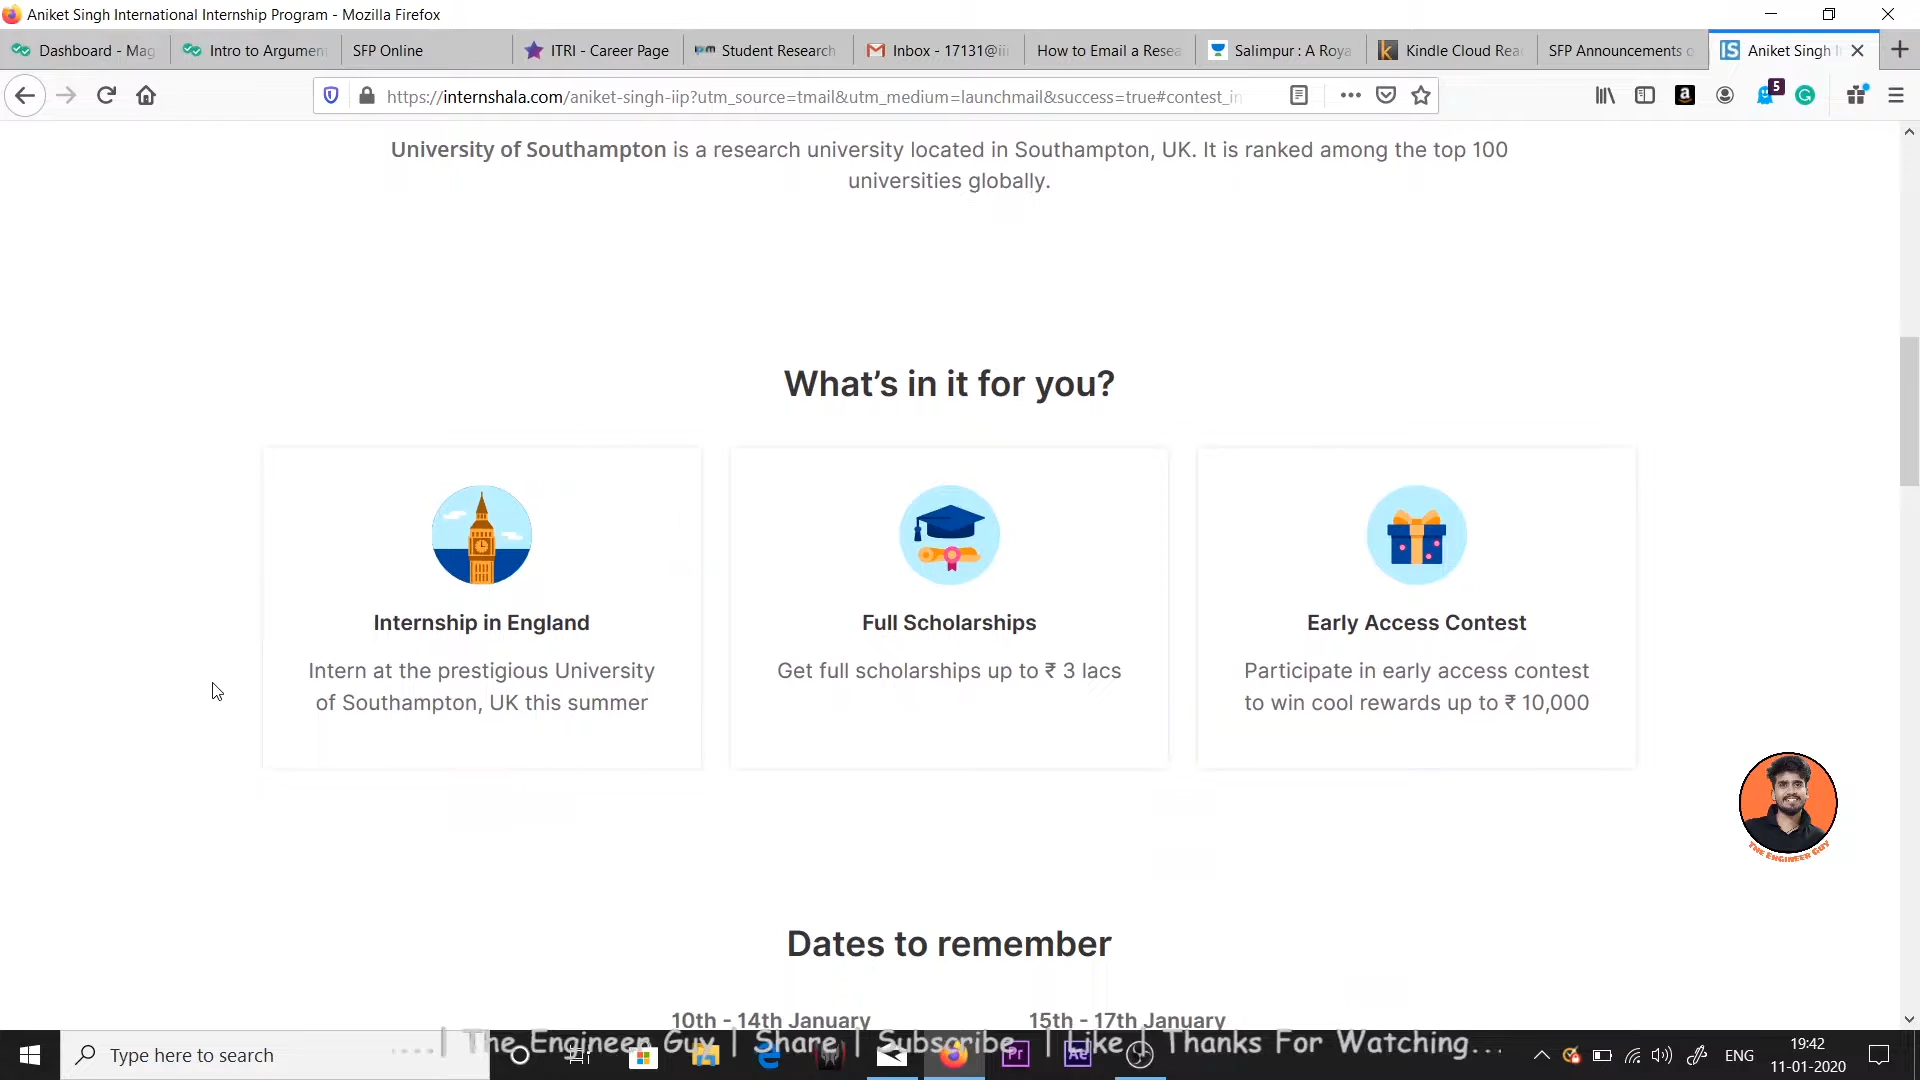 Aniket Singh International Internship Program - Mozilla Firefox
Dashboard - Mag
Intro to Argumen
SFP Online
ITRI - Career Page
Student Research
Inbox - 17131@ii
How to Email a Resea
Salimpur : A Roya
Kindle Cloud Rea
SFP Announcements o
Aniket Singh I
https://internshala.com/aniket-singh-iip?utm_source=tmail&utm_medium=launchmail&success=true#contest_in
5
University of Southampton is a research university located in Southampton, UK. It is ranked among the top 100
universities globally.
What’s in it for you?
Internship in England
Intern at the prestigious University
of Southampton, UK this summer
Full Scholarships
Get full scholarships up to ₹ 3 lacs
Early Access Contest
Participate in early access contest
to win cool rewards up to ₹ 10,000
THE ENGINEER GUY
Dates to remember
10th - 14th January
15th - 17th January
Type here to search
| The Engineer Guy | Share | Subscribe | Like | Thanks For Watching...
Pr
Ae
ENG
19:42
11-01-2020